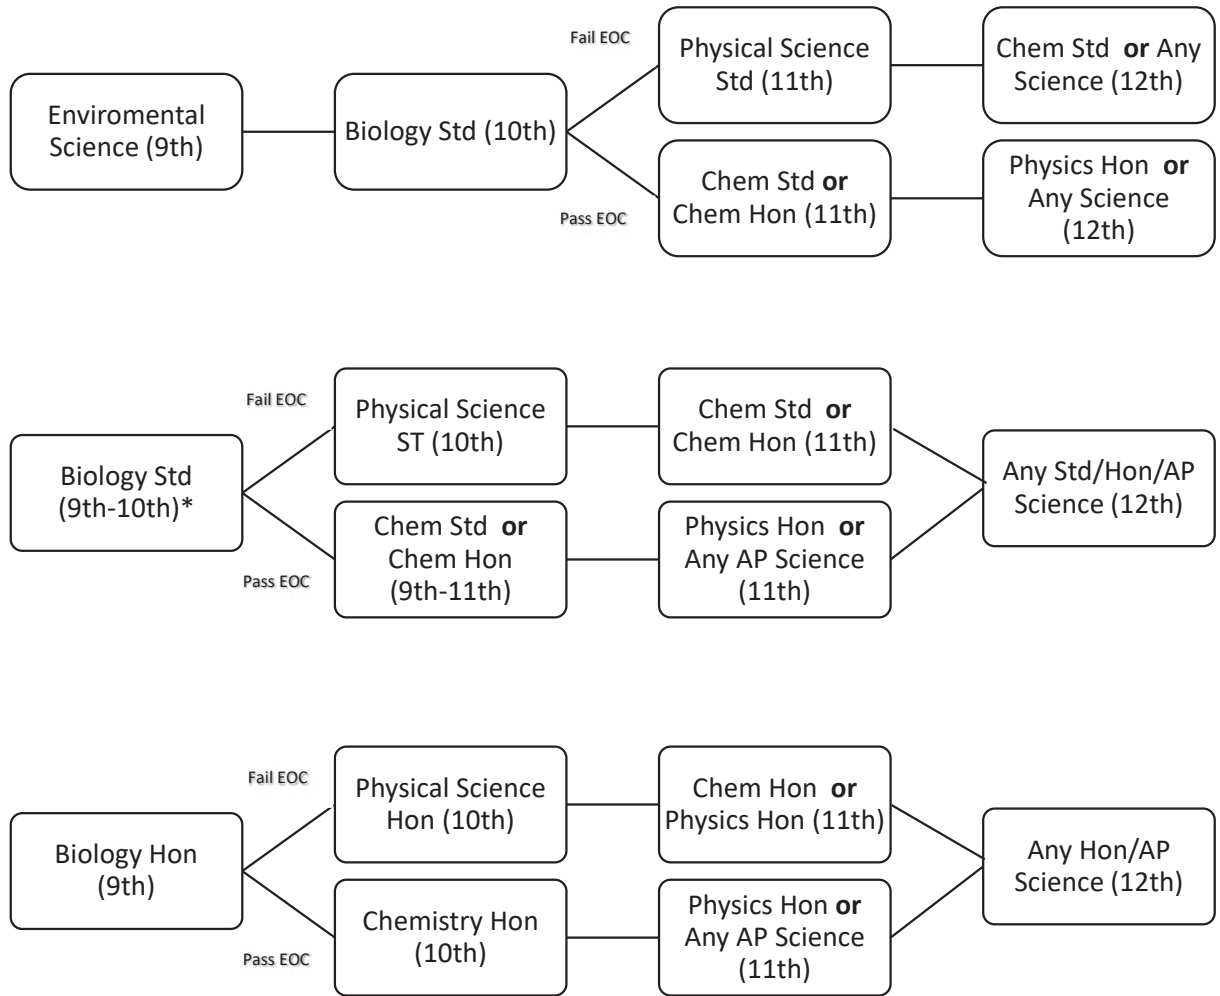 Enviromental
Science (9th)
Biology Std (10th)
Fail EOC
Physical Science
Std (11th)
Chem Std or Any
Science (12th)
Pass EOC
Chem Std or
Chem Hon (11th)
Physics Hon or
Any Science
(12th)
Biology Std
(9th-10th)*
Fail EOC
Physical Science
ST (10th)
Chem Std or
Chem Hon (11th)
Pass EOC
Chem Std or
Chem Hon
(9th-11th)
Physics Hon or
Any AP Science
(11th)
Any Std/Hon/AP
Science (12th)
Biology Hon
(9th)
Fail EOC
Physical Science
Hon (10th)
Chem Hon or
Physics Hon (11th)
Pass EOC
Chemistry Hon
(10th)
Physics Hon or
Any AP Science
(11th)
Any Hon/AP
Science (12th)